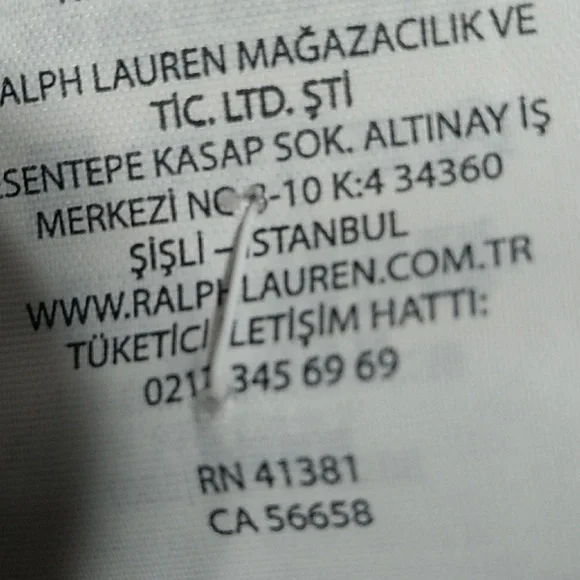 ALPH LAUREN MAĞAZACILIK VE
TİC. LTD. ŞTİ
SENTEPE KASAP SOK. ALTINAY İŞ
MERKEZİ NO 8-10 K:4 34360
ŞİŞLİ – İSTANBUL
WWW.RALPHLAUREN.COM.TR
TÜKETİCİ İLETİŞİM HATTI:
345 69 69
RN 41381
CA 56658